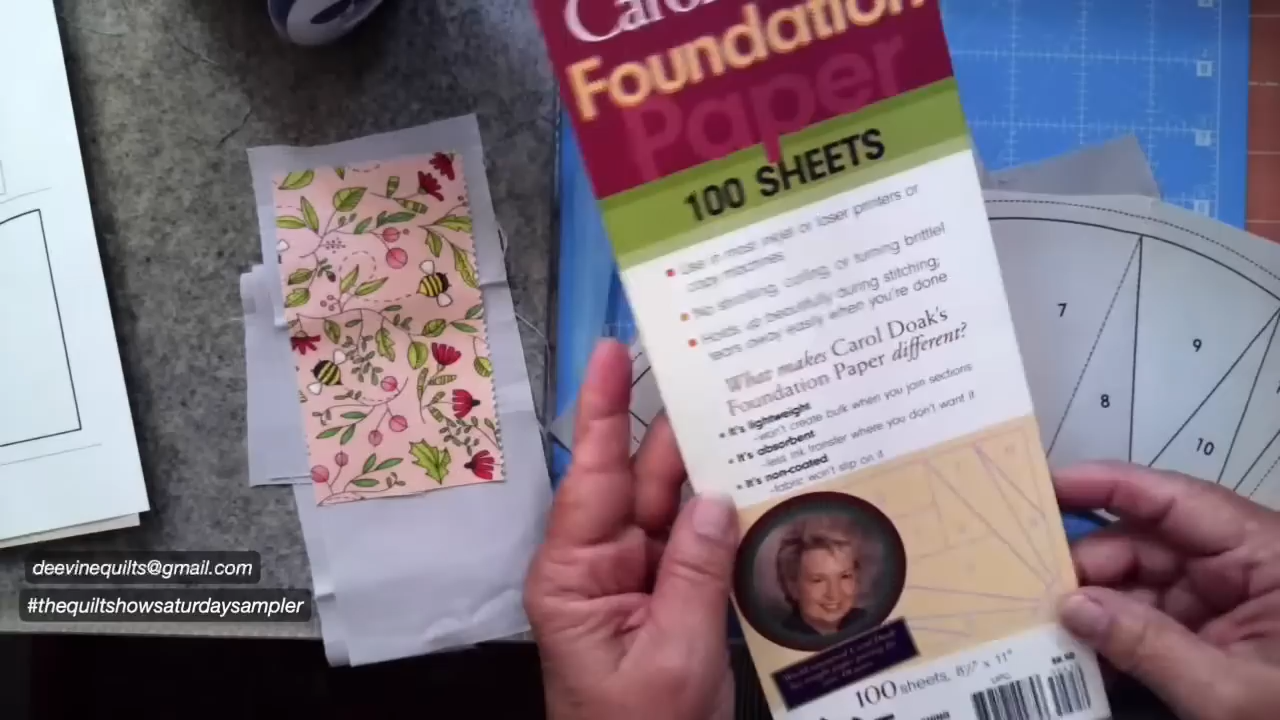 Carol
Foundation
Paper
100 SHEETS
Use in most inkjet or laser printers or
copy machines
No shrinking, curling, or turning brittle!
Holds up beautifully during stitching;
tears away easily when you're done
What makes Carol Doak's
Foundation Paper different?
• It's lightweight
-won't create bulk when you join sections
• It's absorbent
-less ink transfer where you don't want it
• It's non-coated
-fabric won't slip on it
100 sheets, 8½" x 11"
UPC
7
8
9
10
deevinequilts@gmail.com
#thequiltshowsaturdaysampler